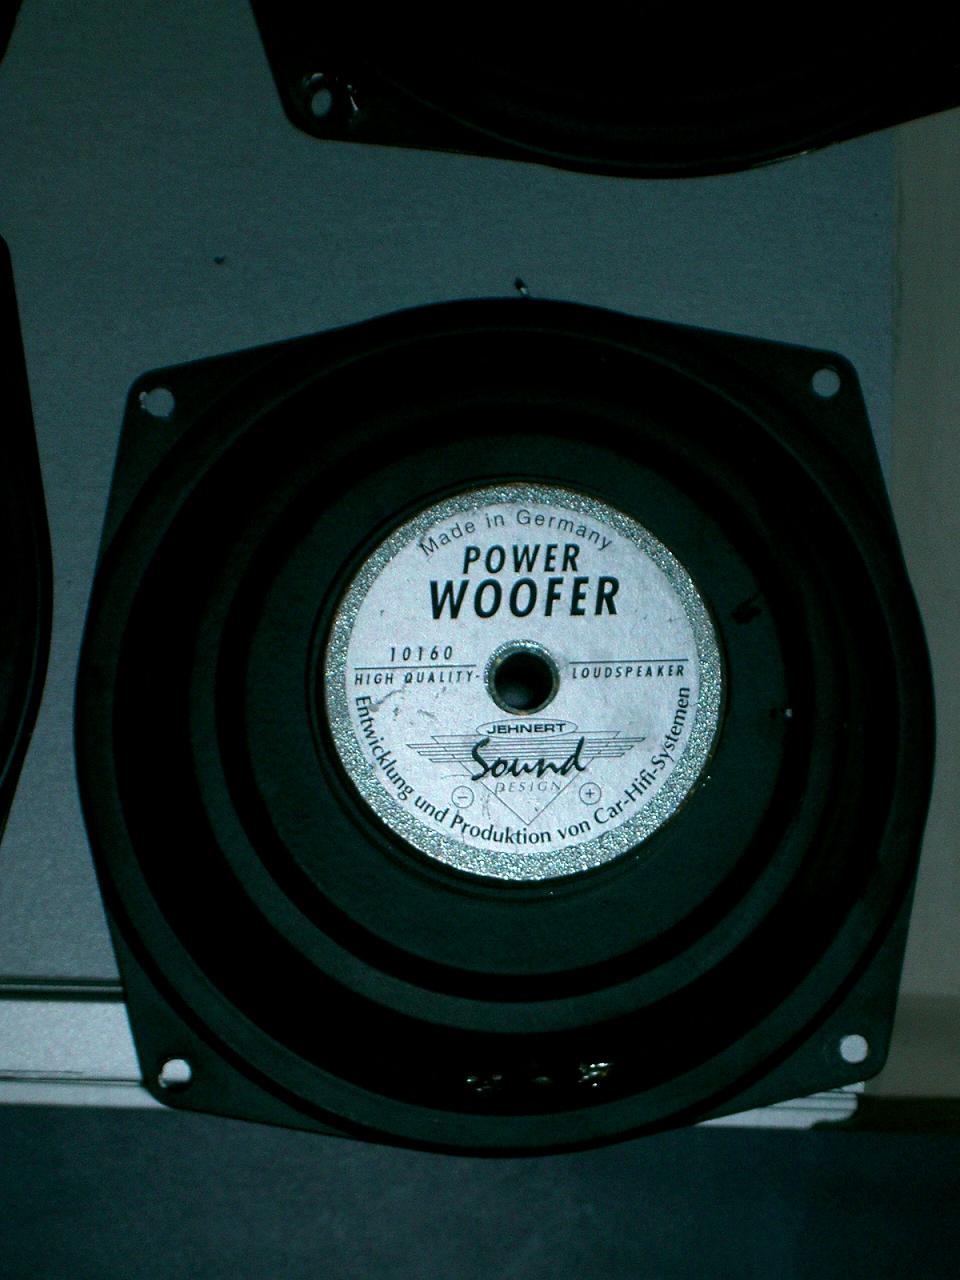 Made in Germany
POWER
WOOFER
10160
HIGH QUALITY- LOUDSPEAKER
JEHNERT
Sound
DESIGN
− +
Entwicklung und Produktion von Car-Hifi-Systemen